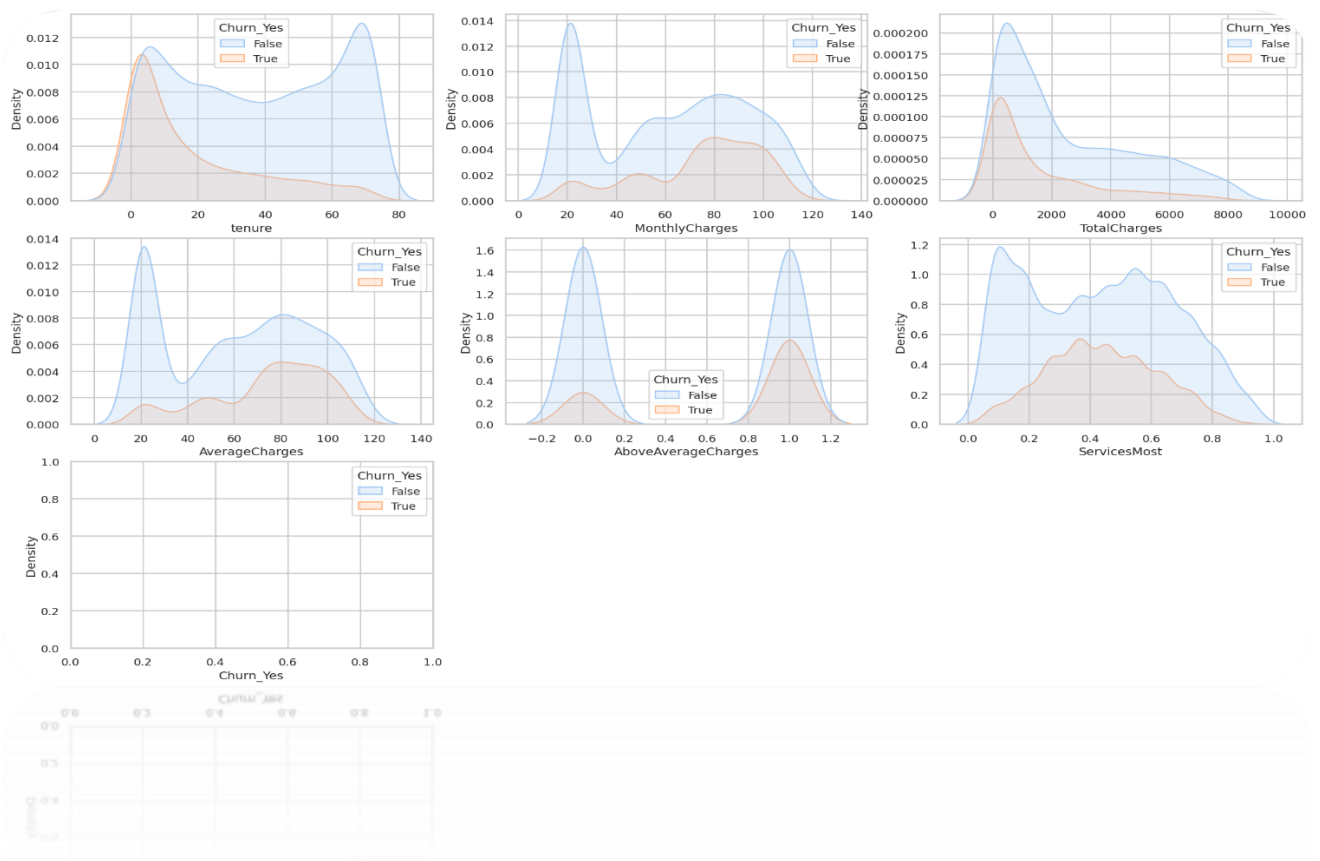 Churn_Yes
False
True
0.012
0.010
0.008
0.006
0.004
0.002
0.000
Density
0 20 40 60 80
tenure
Churn_Yes
False
True
0.014
0.012
0.010
0.008
0.006
0.004
0.002
0.000
Density
0 20 40 60 80 100 120 140
MonthlyCharges
Churn_Yes
False
True
0.000200
0.000175
0.000150
0.000125
0.000100
0.000075
0.000050
0.000025
0.000000
Density
0 2000 4000 6000 8000 10000
TotalCharges
Churn_Yes
False
True
0.014
0.012
0.010
0.008
0.006
0.004
0.002
0.000
Density
0 20 40 60 80 100 120 140
AverageCharges
Churn_Yes
False
True
1.6
1.4
1.2
1.0
0.8
0.6
0.4
0.2
0.0
Density
−0.2 0.0 0.2 0.4 0.6 0.8 1.0 1.2
AboveAverageCharges
Churn_Yes
False
True
1.2
1.0
0.8
0.6
0.4
0.2
0.0
Density
0.0 0.2 0.4 0.6 0.8 1.0
ServicesMost
Churn_Yes
False
True
1.0
0.8
0.6
0.4
0.2
0.0
Density
0.0 0.2 0.4 0.6 0.8 1.0
Churn_Yes